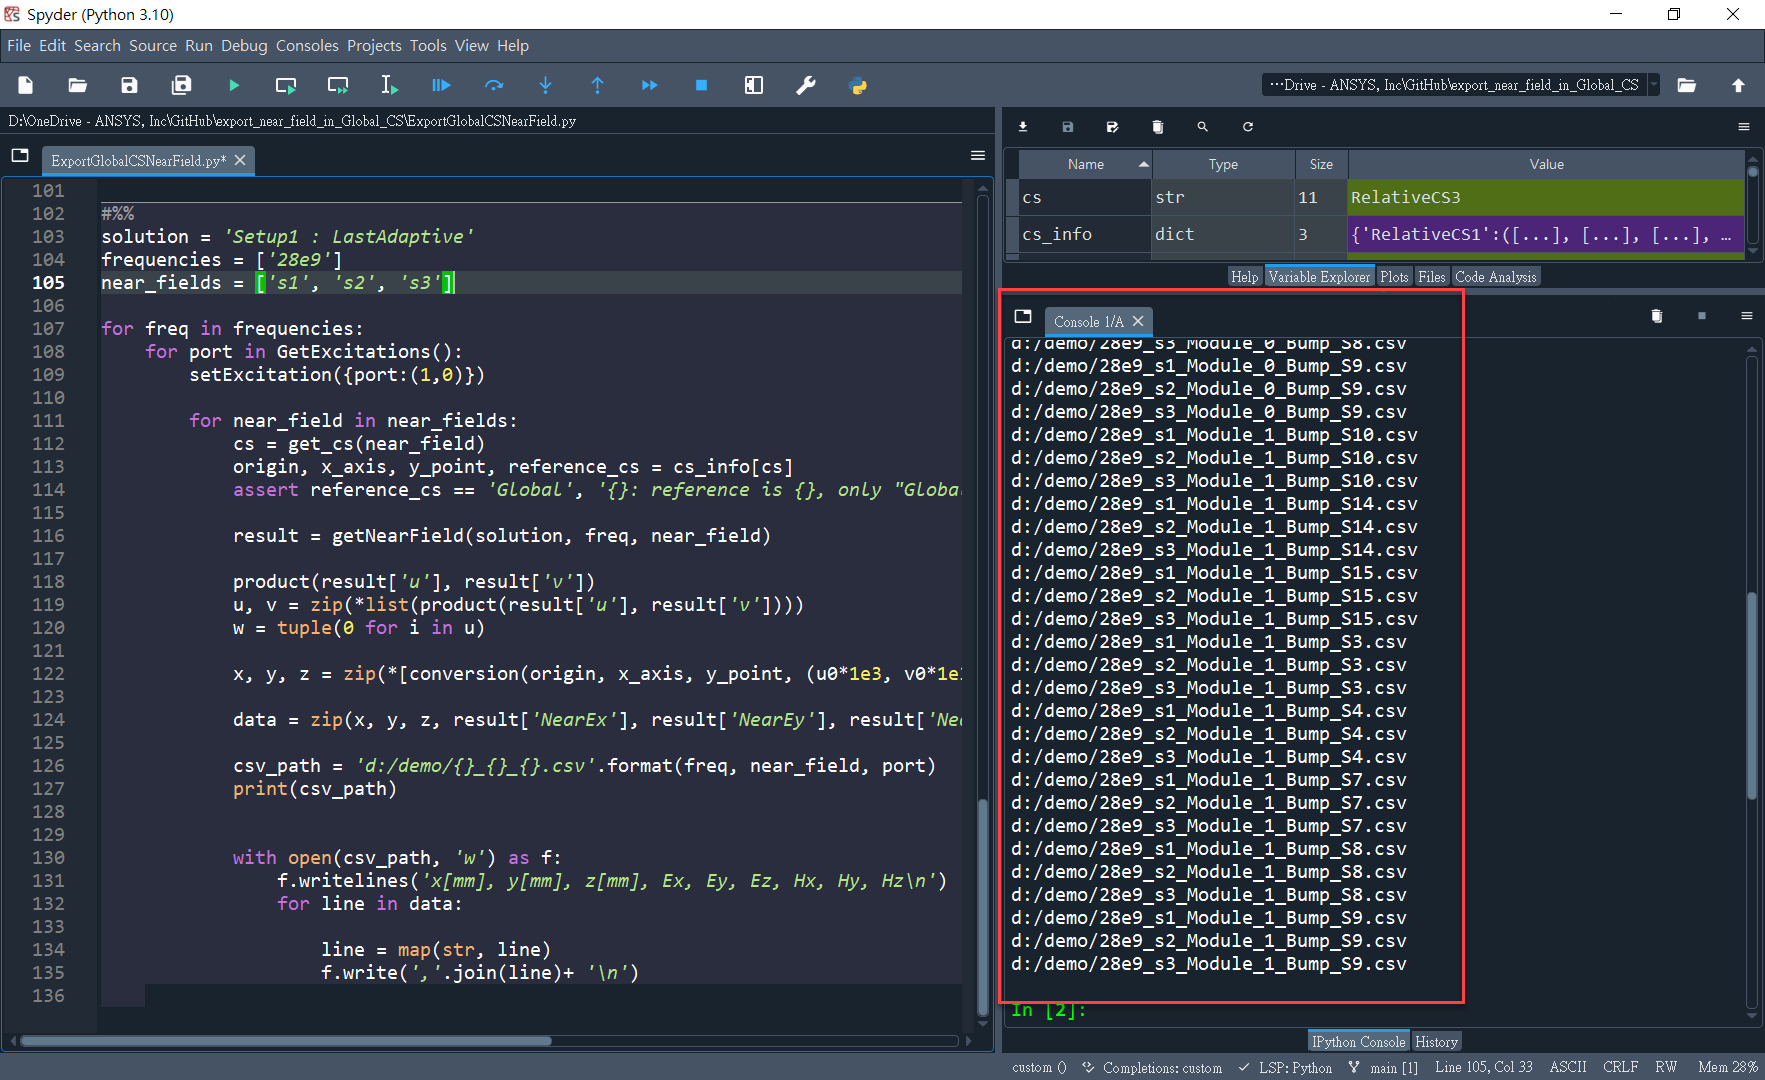 Spyder (Python 3.10)
File Edit Search Source Run Debug Consoles Projects Tools View Help
···Drive - ANSYS, Inc\GitHub\export_near_field_in_Global_CS
D:\OneDrive - ANSYS, Inc\GitHub\export_near_field_in_Global_CS\ExportGlobalCSNearField.py
ExportGlobalCSNearField.py*
101
102 #%%
103 solution = 'Setup1 : LastAdaptive'
104 frequencies = ['28e9']
105 near_fields = ['s1', 's2', 's3']
106
107 for freq in frequencies:
108 for port in GetExcitations():
109 setExcitation({port:(1,0)})
110
111 for near_field in near_fields:
112 cs = get_cs(near_field)
113 origin, x_axis, y_point, reference_cs = cs_info[cs]
114 assert reference_cs == 'Global', '{}: reference is {}, only "Globa
115
116 result = getNearField(solution, freq, near_field)
117
118 product(result['u'], result['v'])
119 u, v = zip(*list(product(result['u'], result['v'])))
120 w = tuple(0 for i in u)
121
122 x, y, z = zip(*[conversion(origin, x_axis, y_point, (u0*1e3, v0*1e
123
124 data = zip(x, y, z, result['NearEx'], result['NearEy'], result['Nea
125
126 csv_path = 'd:/demo/{}_{}_{}.csv'.format(freq, near_field, port)
127 print(csv_path)
128
129
130 with open(csv_path, 'w') as f:
131 f.writelines('x[mm], y[mm], z[mm], Ex, Ey, Ez, Hx, Hy, Hz\n')
132 for line in data:
133
134 line = map(str, line)
135 f.write(','.join(line)+ '\n')
136
Name Type Size Value
cs str 11 RelativeCS3
cs_info dict 3 {'RelativeCS1':([...], [...], [...], …
Help Variable Explorer Plots Files Code Analysis
Console 1/A
d:/demo/28e9_s3_Module_0_Bump_S8.csv
d:/demo/28e9_s1_Module_0_Bump_S9.csv
d:/demo/28e9_s2_Module_0_Bump_S9.csv
d:/demo/28e9_s3_Module_0_Bump_S9.csv
d:/demo/28e9_s1_Module_1_Bump_S10.csv
d:/demo/28e9_s2_Module_1_Bump_S10.csv
d:/demo/28e9_s3_Module_1_Bump_S10.csv
d:/demo/28e9_s1_Module_1_Bump_S14.csv
d:/demo/28e9_s2_Module_1_Bump_S14.csv
d:/demo/28e9_s3_Module_1_Bump_S14.csv
d:/demo/28e9_s1_Module_1_Bump_S15.csv
d:/demo/28e9_s2_Module_1_Bump_S15.csv
d:/demo/28e9_s3_Module_1_Bump_S15.csv
d:/demo/28e9_s1_Module_1_Bump_S3.csv
d:/demo/28e9_s2_Module_1_Bump_S3.csv
d:/demo/28e9_s3_Module_1_Bump_S3.csv
d:/demo/28e9_s1_Module_1_Bump_S4.csv
d:/demo/28e9_s2_Module_1_Bump_S4.csv
d:/demo/28e9_s3_Module_1_Bump_S4.csv
d:/demo/28e9_s1_Module_1_Bump_S7.csv
d:/demo/28e9_s2_Module_1_Bump_S7.csv
d:/demo/28e9_s3_Module_1_Bump_S7.csv
d:/demo/28e9_s1_Module_1_Bump_S8.csv
d:/demo/28e9_s2_Module_1_Bump_S8.csv
d:/demo/28e9_s3_Module_1_Bump_S8.csv
d:/demo/28e9_s1_Module_1_Bump_S9.csv
d:/demo/28e9_s2_Module_1_Bump_S9.csv
d:/demo/28e9_s3_Module_1_Bump_S9.csv
In [2]:
IPython Console History
custom () Completions: custom LSP: Python main [1] Line 105, Col 33 ASCII CRLF RW Mem 28%